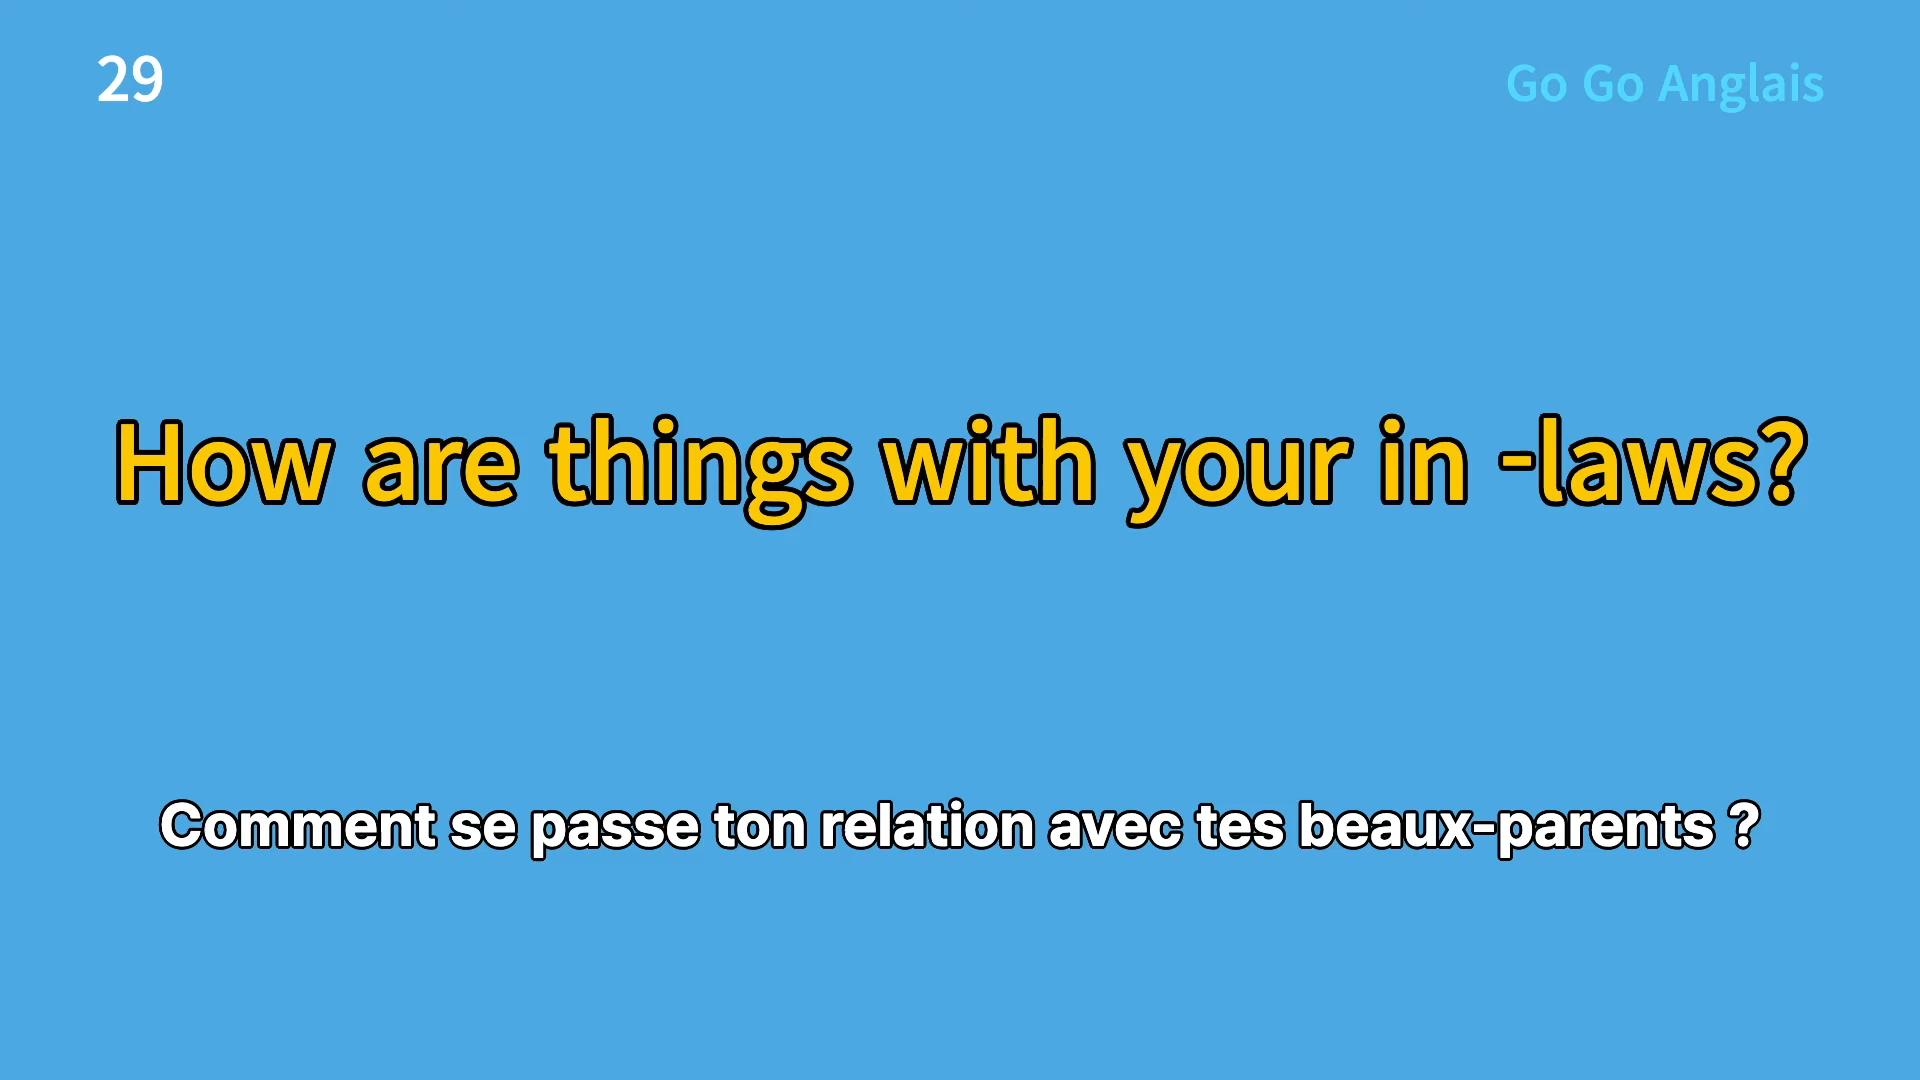 29
Go Go Anglais
How are things with your in -laws?
Comment se passe ton relation avec tes beaux-parents ?